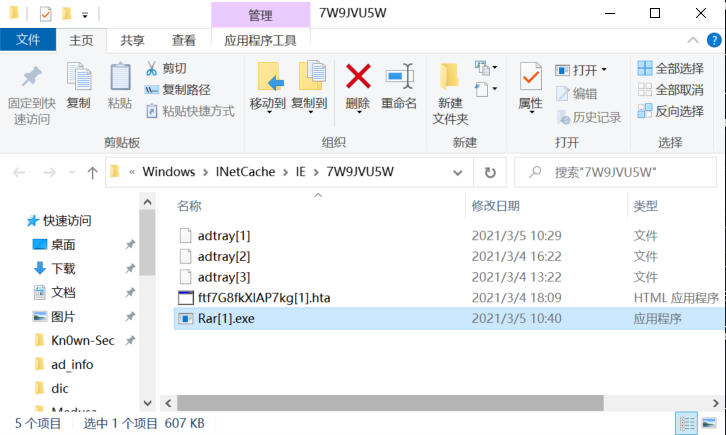 管理
7W9JVU5W
文件
主页
共享
查看
应用程序工具
固定到快
速访问
复制
粘贴
剪切
复制路径
粘贴快捷方式
移动到
复制到
删除
重命名
新建
文件夹
属性
打开
编辑
历史记录
全部选择
全部取消
反向选择
剪贴板
组织
新建
打开
选择
« Windows > INetCache > IE > 7W9JVU5W
搜索"7W9JVU5W"
名称 修改日期 类型
快速访问
桌面
下载
文档
图片
Kn0wn-Sec
ad_info
dic
Medusa
adtray[1] 2021/3/5 10:29 文件
adtray[2] 2021/3/4 16:22 文件
adtray[3] 2021/3/4 13:22 文件
ftf7G8fkXlAP7kg[1].hta 2021/3/4 18:09 HTML 应用程序
Rar[1].exe 2021/3/5 10:40 应用程序
5 个项目 选中 1 个项目 607 KB